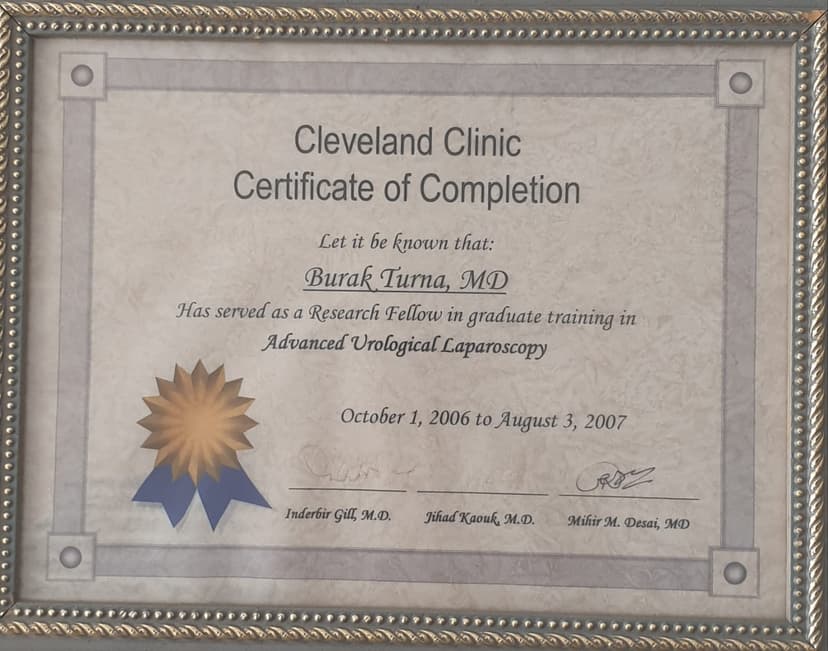 Cleveland Clinic
Certificate of Completion
Let it be known that:
Burak Turna, MD
Has served as a Research Fellow in graduate training in
Advanced Urological Laparoscopy
October 1, 2006 to August 3, 2007
Inderbir Gill, M.D.
Jihad Kaouk, M.D.
Mihir M. Desai, MD